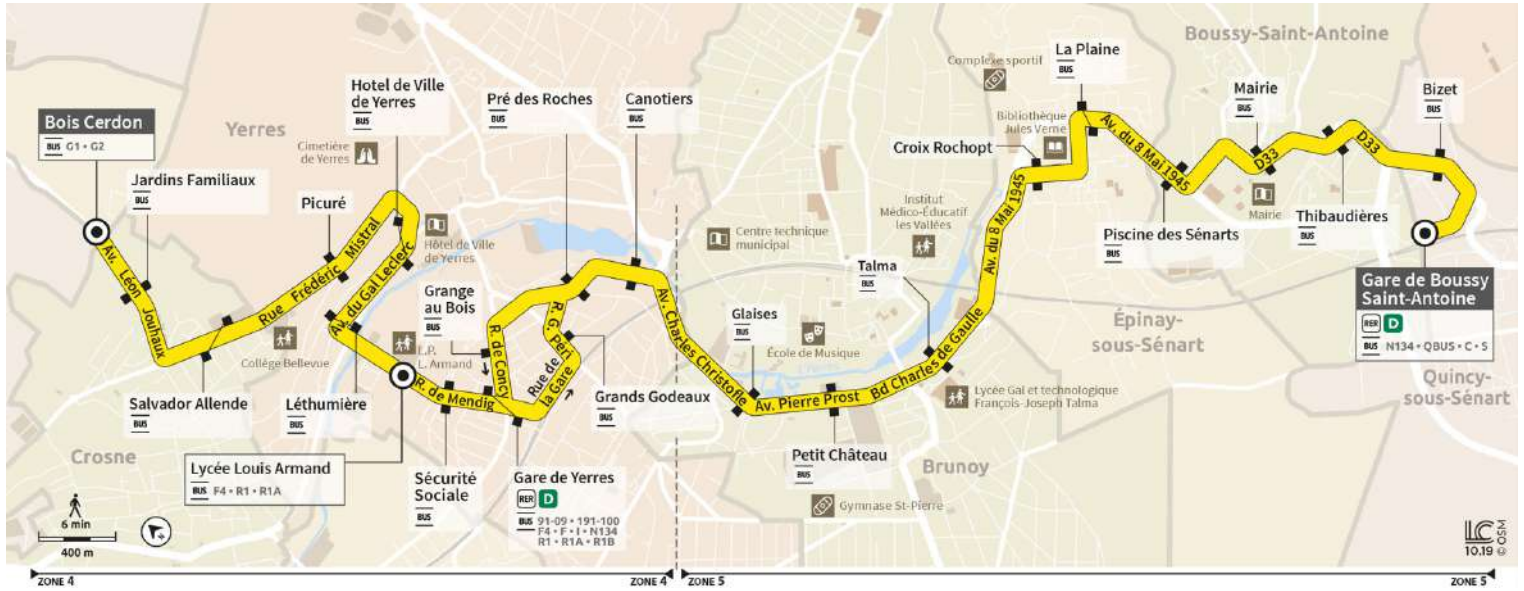 Bois Cerdon
BUS G1 • G2
Yerres
Cimetière
de Yerres
Hotel de Ville
de Yerres
BUS
Jardins Familiaux
BUS
Picuré
Pré des Roches
BUS
Canotiers
BUS
Hôtel de Ville
de Yerres
Grange
au Bois
BUS
Av. Léon Jouhaux
Rue Frédéric Mistral
Av. du Gal Leclerc
R. de Mendig
R. de Concy
Rue de
la Gare
R. G. Péri
Av. Charles Christofle
Collège Bellevue
L.P.
L. Armand
Salvador Allende
BUS
Léthumière
BUS
Crosne
Lycée Louis Armand
BUS F4 • R1 • R1A
Sécurité
Sociale
BUS
Gare de Yerres
RER D
BUS 91-09 • 191-100
F4 • F • I • N134
R1 • R1A • R1B
Grands Godeaux
BUS
Centre technique
municipal
Glaises
BUS
École de Musique
Av. Pierre Prost
Bd Charles de Gaulle
Petit Château
BUS
Gymnase St-Pierre
Brunoy
Talma
BUS
Institut
Médico-Éducatif
les Vallées
Lycée Gal et technologique
François-Joseph Talma
Av. du 8 Mai 1945
Croix Rochopt
BUS
Complexe sportif
Bibliothèque
Jules Verne
La Plaine
BUS
Av. du 8 Mai 1945
Boussy-Saint-Antoine
Piscine des Sénarts
BUS
Mairie
BUS
D33
Mairie
Thibaudières
BUS
D33
Bizet
BUS
Épinay-
sous-Sénart
Gare de Boussy
Saint-Antoine
RER D
BUS N134 • QBUS • C • S
Quincy-
sous-Sénart
6 min
400 m
LC
10.19 © OSM
ZONE 4
ZONE 4
ZONE 5
ZONE 5